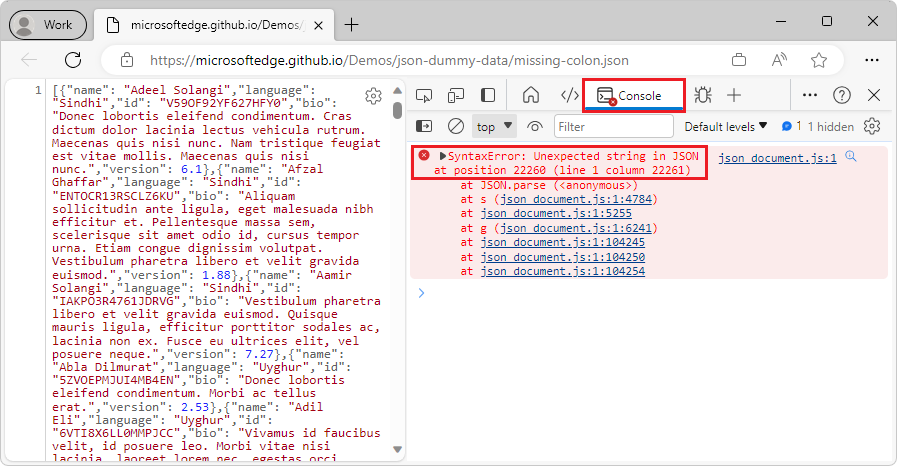 Work
microsoftedge.github.io/Demos/
https://microsoftedge.github.io/Demos/json-dummy-data/missing-colon.json
1 [{"name": "Adeel Solangi","language":
"Sindhi","id": "V59OF92YF627HFY0","bio":
"Donec lobortis eleifend condimentum. Cras
dictum dolor lacinia lectus vehicula rutrum.
Maecenas quis nisi nunc. Nam tristique feugiat
est vitae mollis. Maecenas quis nisi
nunc.","version": 6.1},{"name": "Afzal
Ghaffar","language": "Sindhi","id":
"ENTOCR13RSCLZ6KU","bio": "Aliquam
sollicitudin ante ligula, eget malesuada nibh
efficitur et. Pellentesque massa sem,
scelerisque sit amet odio id, cursus tempor
urna. Etiam congue dignissim volutpat.
Vestibulum pharetra libero et velit gravida
euismod.","version": 1.88},{"name": "Aamir
Solangi","language": "Sindhi","id":
"IAKPO3R4761JDRVG","bio": "Vestibulum pharetra
libero et velit gravida euismod. Quisque
mauris ligula, efficitur porttitor sodales ac,
lacinia non ex. Fusce eu ultrices elit, vel
posuere neque.","version": 7.27},{"name":
"Abla Dilmurat","language": "Uyghur","id":
"5ZVOEPMJUI4MB4EN","bio": "Donec lobortis
eleifend condimentum. Morbi ac tellus
erat.","version": 2.53},{"name": "Adil
Eli","language": "Uyghur","id":
"6VTI8X6LL0MMPJCC","bio": "Vivamus id faucibus
velit, id posuere leo. Morbi vitae nisi
lacinia, laoreet lorem nec, egestas orci
Console
top
Filter
Default levels
1
1 hidden
SyntaxError: Unexpected string in JSON
at position 22260 (line 1 column 22261)
json document.js:1
at JSON.parse (<anonymous>)
at s (json document.js:1:4784)
at json document.js:1:5255
at g (json document.js:1:6241)
at json document.js:1:104245
at json document.js:1:104250
at json document.js:1:104254